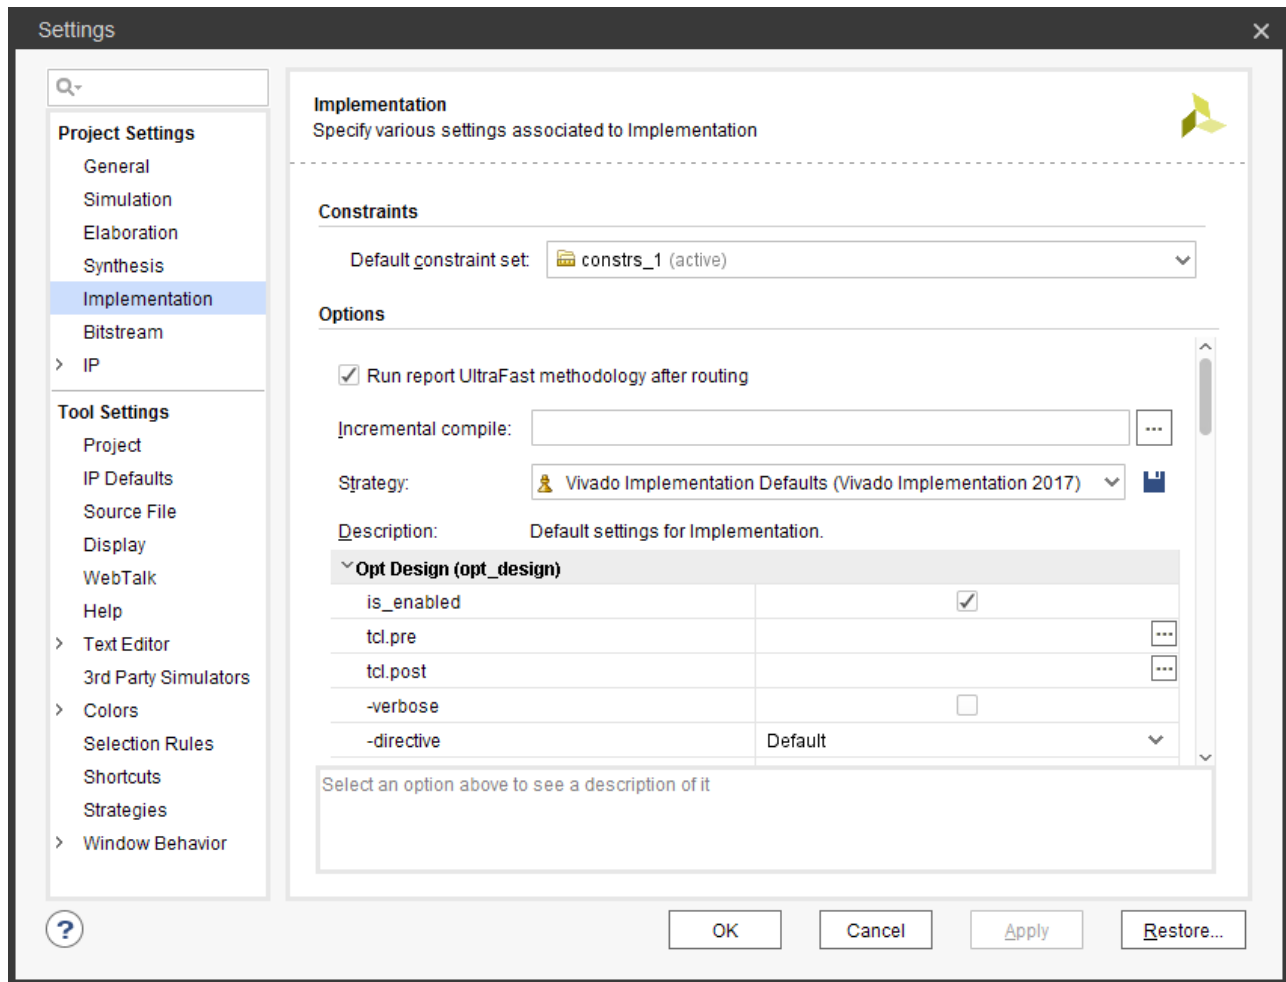 Settings
Project Settings
General
Simulation
Elaboration
Synthesis
Implementation
Bitstream
IP
Tool Settings
Project
IP Defaults
Source File
Display
WebTalk
Help
Text Editor
3rd Party Simulators
Colors
Selection Rules
Shortcuts
Strategies
Window Behavior
Implementation
Specify various settings associated to Implementation
Constraints
Default constraint set: constrs_1 (active)
Options
Run report UltraFast methodology after routing
Incremental compile: ...
Strategy: Vivado Implementation Defaults (Vivado Implementation 2017)
Description: Default settings for Implementation.
Opt Design (opt_design)
is_enabled
tcl.pre ...
tcl.post ...
-verbose
-directive Default
Select an option above to see a description of it
? OK Cancel Apply Restore...